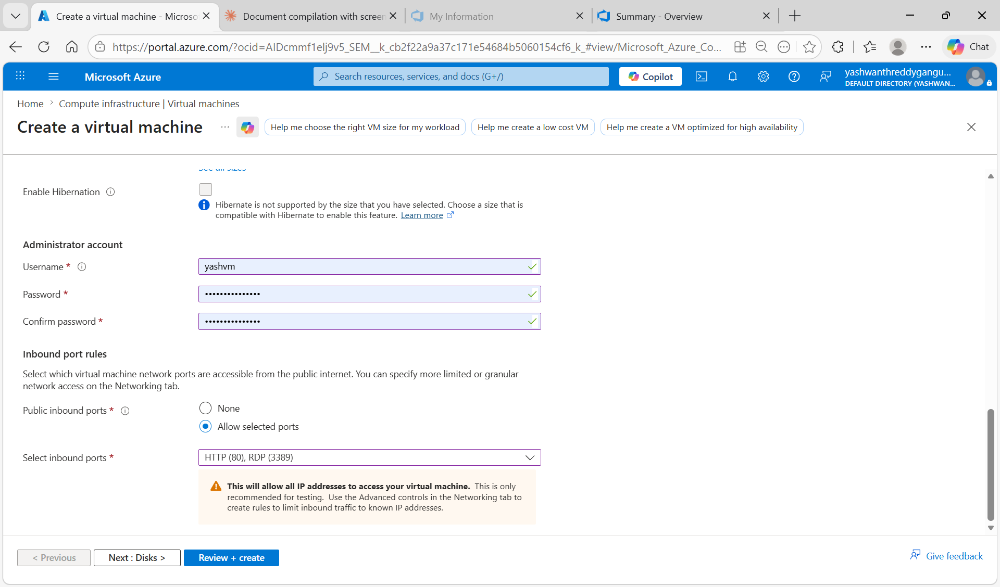 Create a virtual machine - Microso
Document compilation with screen
My Information
Summary - Overview
https://portal.azure.com/?ocid=AIDcmmf1elj9v5_SEM__k_cb2f22a9a37c171e54684b5060154cf6_k_#view/Microsoft_Azure_Co...
Chat
Microsoft Azure
Search resources, services, and docs (G+/)
Copilot
yashwanthreddygangu...
DEFAULT DIRECTORY (YASHWAN...
Home > Compute infrastructure | Virtual machines
Create a virtual machine ...
Help me choose the right VM size for my workload
Help me create a low cost VM
Help me create a VM optimized for high availability
See all sizes
Enable Hibernation
Hibernate is not supported by the size that you have selected. Choose a size that is
compatible with Hibernate to enable this feature. Learn more
Administrator account
Username *
yashvm
Password *
•••••••••••••••
Confirm password *
•••••••••••••••
Inbound port rules
Select which virtual machine network ports are accessible from the public internet. You can specify more limited or granular
network access on the Networking tab.
Public inbound ports *
None
Allow selected ports
Select inbound ports *
HTTP (80), RDP (3389)
This will allow all IP addresses to access your virtual machine. This is only
recommended for testing. Use the Advanced controls in the Networking tab to
create rules to limit inbound traffic to known IP addresses.
< Previous
Next : Disks >
Review + create
Give feedback